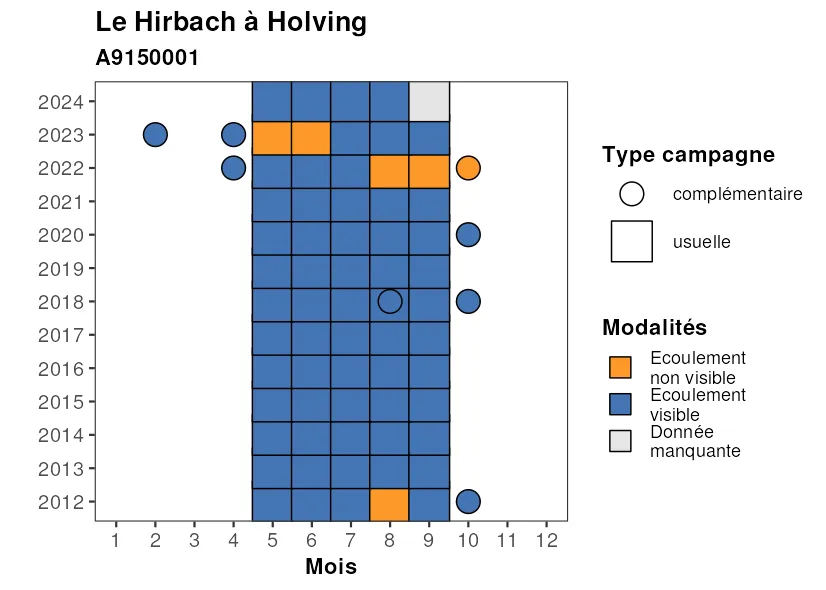 Le Hirbach à Holving
A9150001
2024
2023
2022
2021
2020
2019
2018
2017
2016
2015
2014
2013
2012
1 2 3 4 5 6 7 8 9 10 11 12
Mois
Type campagne
complémentaire
usuelle
Modalités
Ecoulement
non visible
Ecoulement
visible
Donnée
manquante